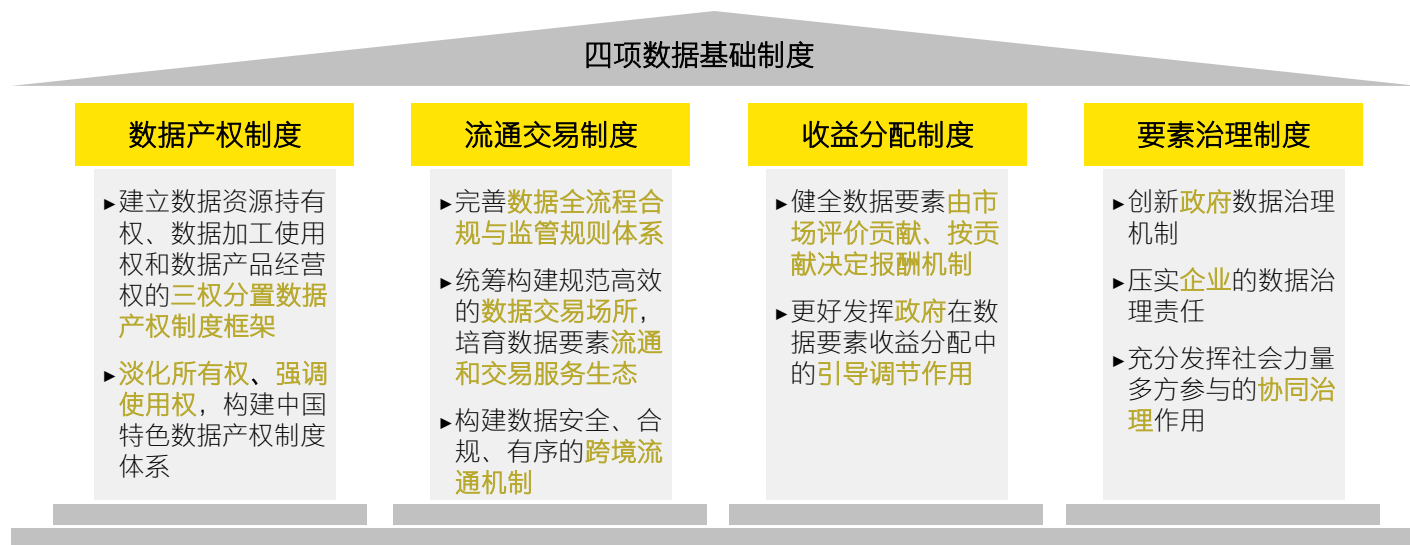 四项数据基础制度
数据产权制度
▸建立数据资源持有
权、数据加工使用
权和数据产品经营
权的三权分置数据
产权制度框架
▸淡化所有权、强调
使用权，构建中国
特色数据产权制度
体系
流通交易制度
▸完善数据全流程合
规与监管规则体系
▸统筹构建规范高效
的数据交易场所，
培育数据要素流通
和交易服务生态
▸构建数据安全、合
规、有序的跨境流
通机制
收益分配制度
▸健全数据要素由市
场评价贡献、按贡
献决定报酬机制
▸更好发挥政府在数
据要素收益分配中
的引导调节作用
要素治理制度
▸创新政府数据治理
机制
▸压实企业的数据治
理责任
▸充分发挥社会力量
多方参与的协同治
理作用